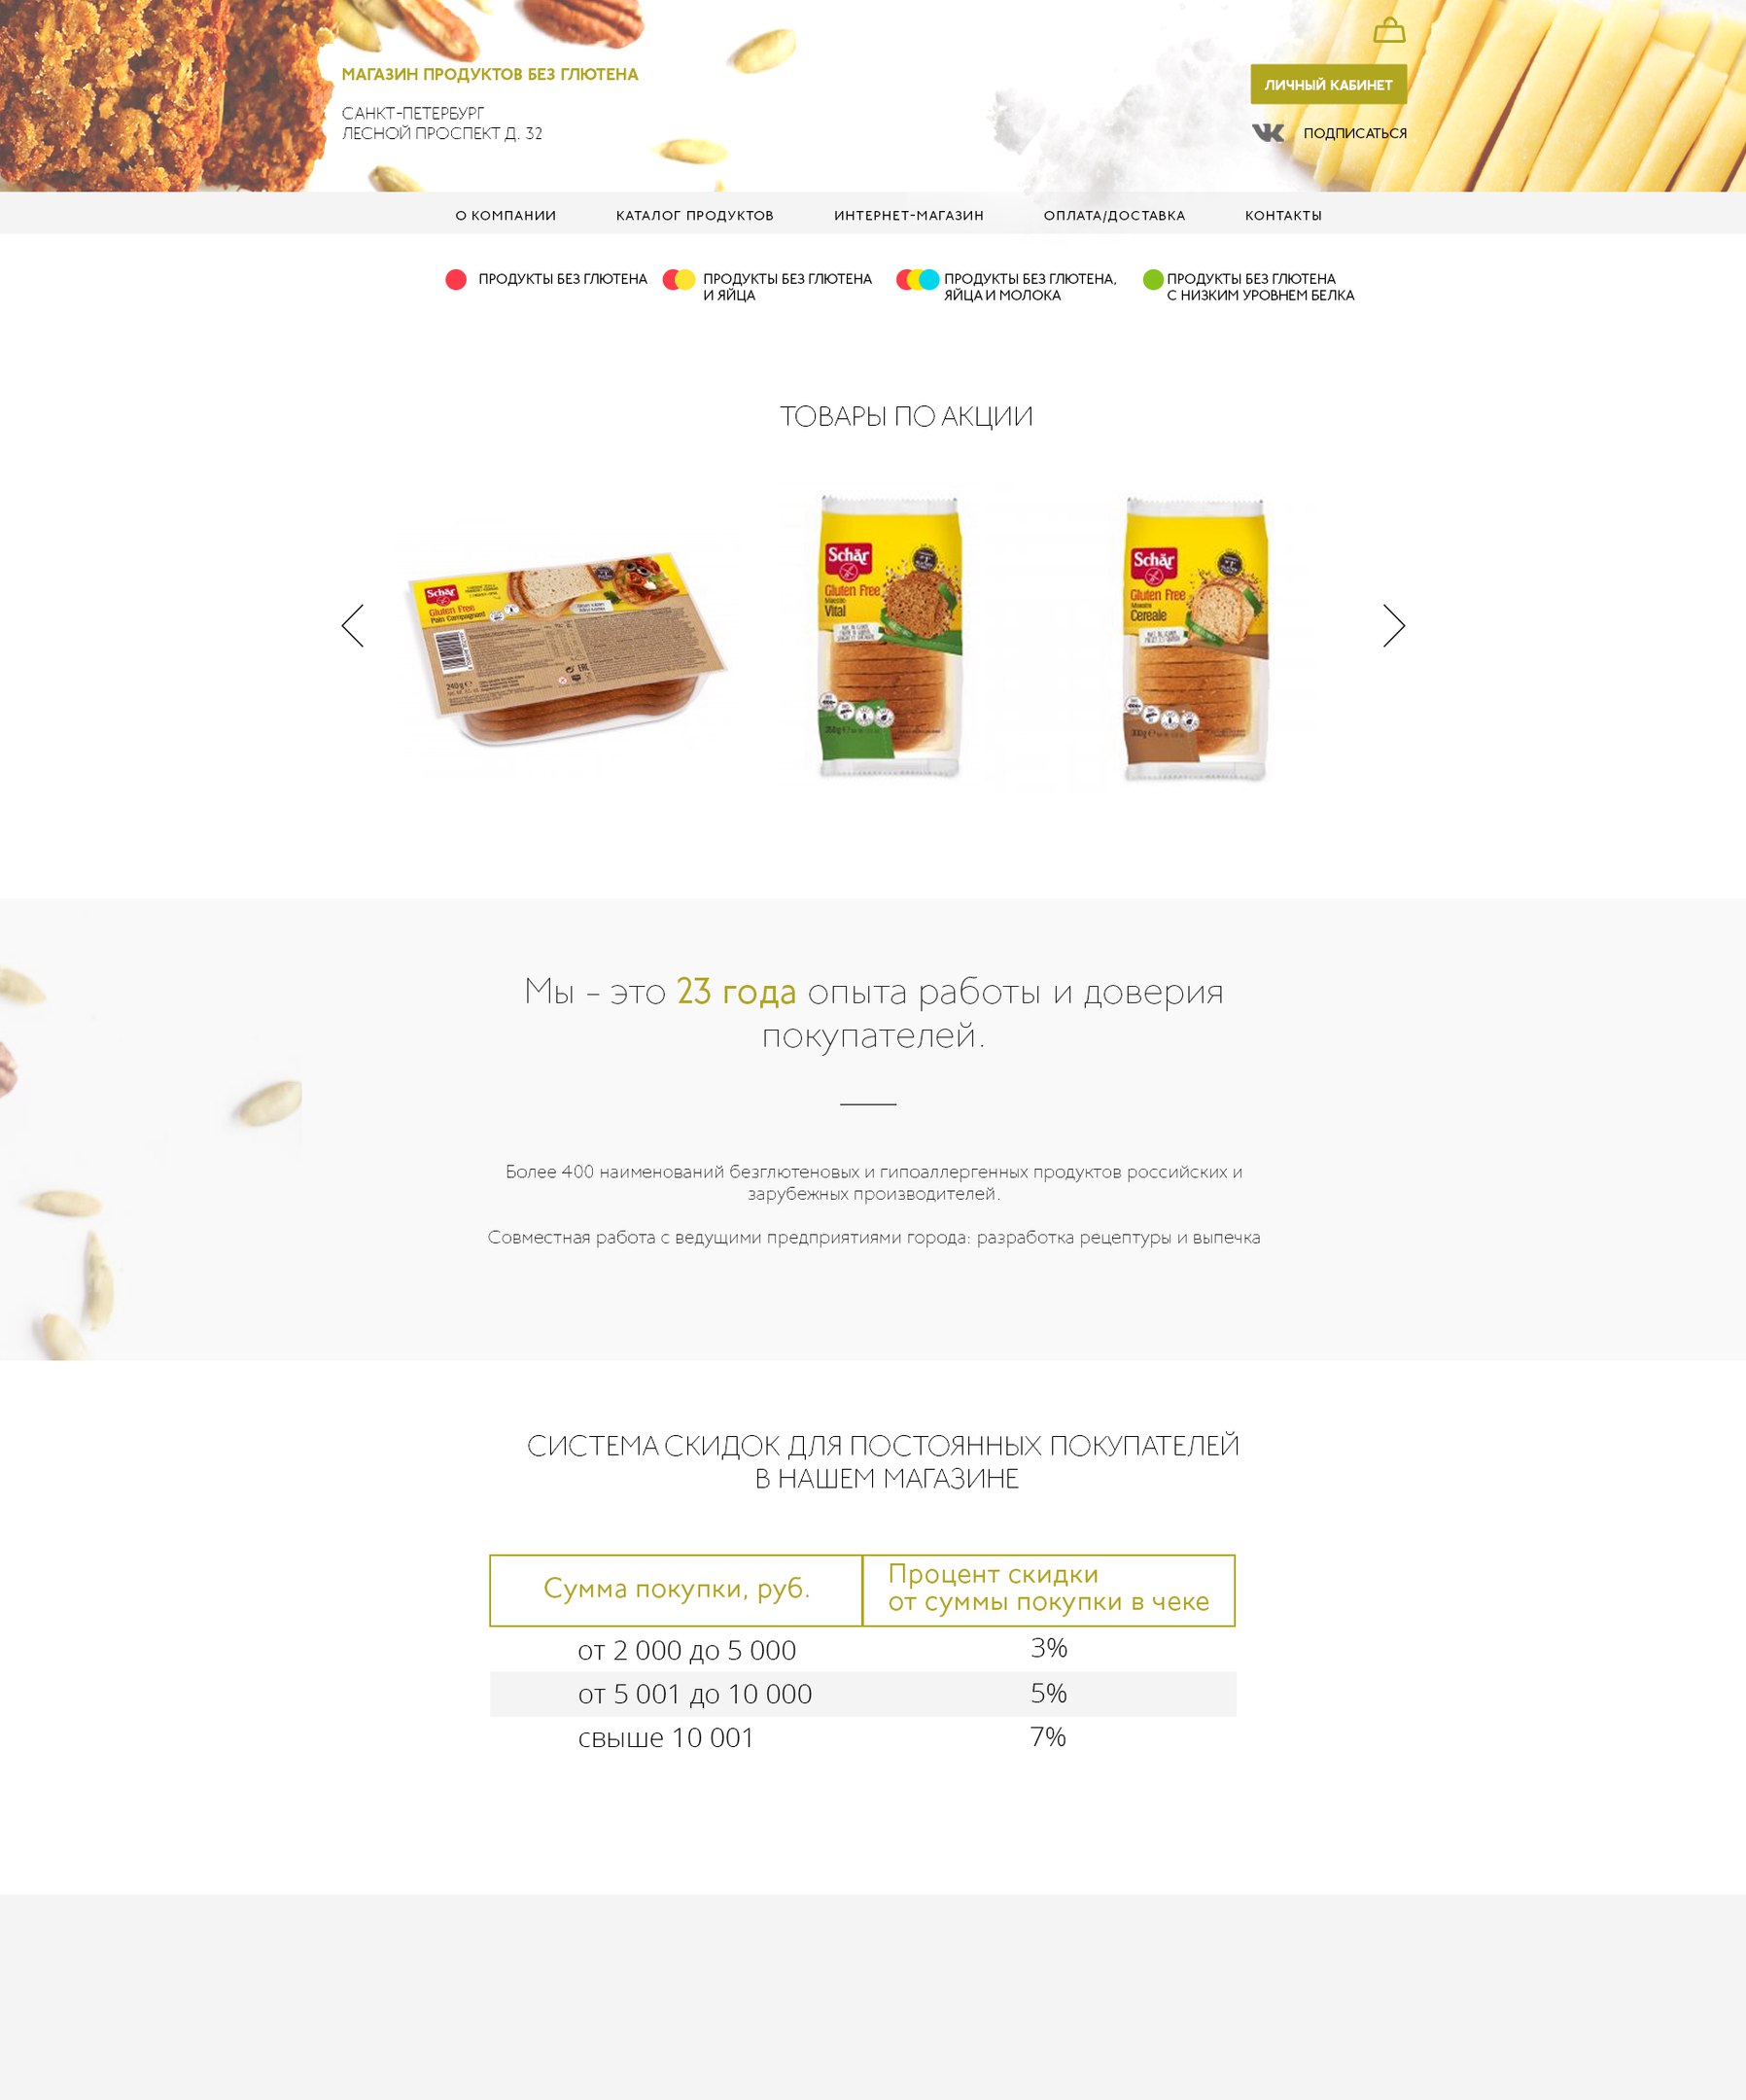 МАГАЗИН ПРОДУКТОВ БЕЗ ГЛЮТЕНА
САНКТ-ПЕТЕРБУРГ
ЛЕСНОЙ ПРОСПЕКТ Д. 32
ЛИЧНЫЙ КАБИНЕТ
ПОДПИСАТЬСЯ
О КОМПАНИИ
КАТАЛОГ ПРОДУКТОВ
ИНТЕРНЕТ-МАГАЗИН
ОПЛАТА/ДОСТАВКА
КОНТАКТЫ
ПРОДУКТЫ БЕЗ ГЛЮТЕНА
ПРОДУКТЫ БЕЗ ГЛЮТЕНА
И ЯЙЦА
ПРОДУКТЫ БЕЗ ГЛЮТЕНА,
ЯЙЦА И МОЛОКА
ПРОДУКТЫ БЕЗ ГЛЮТЕНА
С НИЗКИМ УРОВНЕМ БЕЛКА
ТОВАРЫ ПО АКЦИИ
Schär
Gluten Free
Pain Campagnard
240g e
Schär
Gluten Free
Maestro
Vital
350g e
Schär
Gluten Free
Maestro
Cereale
300g e
Мы - это 23 года опыта работы и доверия
покупателей.
Более 400 наименований безглютеновых и гипоаллергенных продуктов российских и
зарубежных производителей.
Совместная работа с ведущими предприятиями города: разработка рецептуры и выпечка
СИСТЕМА СКИДОК ДЛЯ ПОСТОЯННЫХ ПОКУПАТЕЛЕЙ
В НАШЕМ МАГАЗИНЕ
Сумма покупки, руб.
Процент скидки
от суммы покупки в чеке
от 2 000 до 5 000
3%
от 5 001 до 10 000
5%
свыше 10 001
7%